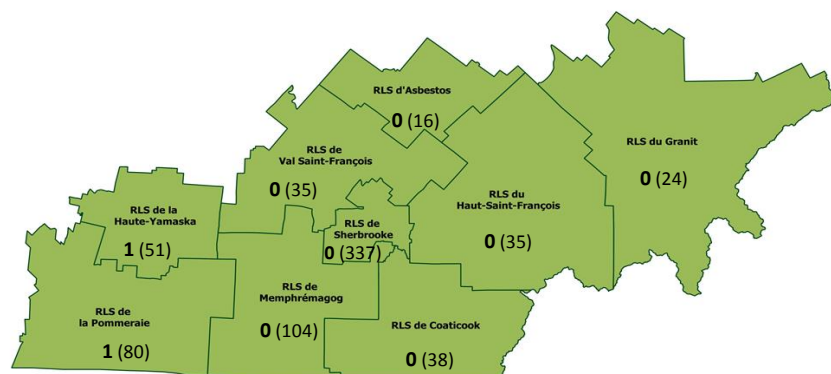 RLS d'Asbestos
0 (16)
RLS du Granit
0 (24)
RLS de
Val Saint-François
0 (35)
RLS du
Haut-Saint-François
0 (35)
RLS de la
Haute-Yamaska
1 (51)
RLS de
Sherbrooke
0 (337)
RLS de
Memphrémagog
0 (104)
RLS de
la Pommeraie
1 (80)
RLS de Coaticook
0 (38)